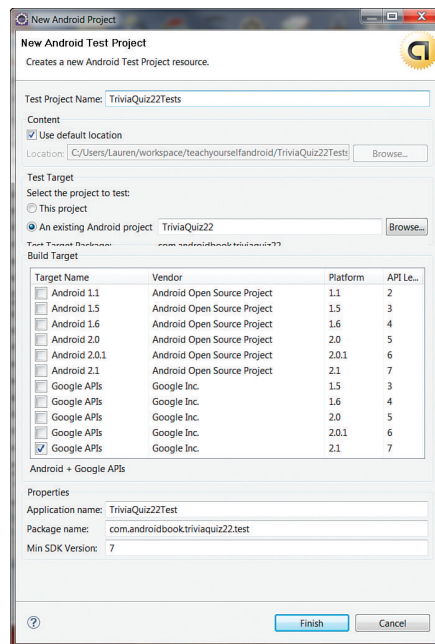 New Android Project
New Android Test Project
Creates a new Android Test Project resource.
Test Project Name: TriviaQuiz22Tests
Content
Use default location
Location: C:/Users/Lauren/workspace/teachyourselfandroid/TriviaQuiz22Tests Browse...
Test Target
Select the project to test:
This project
An existing Android project TriviaQuiz22 Browse...
Test Target Package: com.androidbook.triviaquiz22
Build Target
Target Name Vendor Platform API Le...
Android 1.1 Android Open Source Project 1.1 2
Android 1.5 Android Open Source Project 1.5 3
Android 1.6 Android Open Source Project 1.6 4
Android 2.0 Android Open Source Project 2.0 5
Android 2.0.1 Android Open Source Project 2.0.1 6
Android 2.1 Android Open Source Project 2.1 7
Google APIs Google Inc. 1.5 3
Google APIs Google Inc. 1.6 4
Google APIs Google Inc. 2.0 5
Google APIs Google Inc. 2.0.1 6
Google APIs Google Inc. 2.1 7
Android + Google APIs
Properties
Application name: TriviaQuiz22Test
Package name: com.androidbook.triviaquiz22.test
Min SDK Version: 7
? Finish Cancel